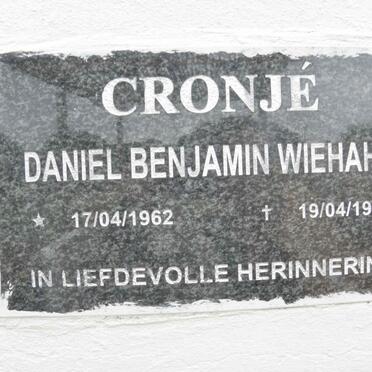 CRONJÉ
DANIEL BENJAMIN WIEHAH
★ 17/04/1962 ✝ 19/04/19
IN LIEFDEVOLLE HERINNERIN